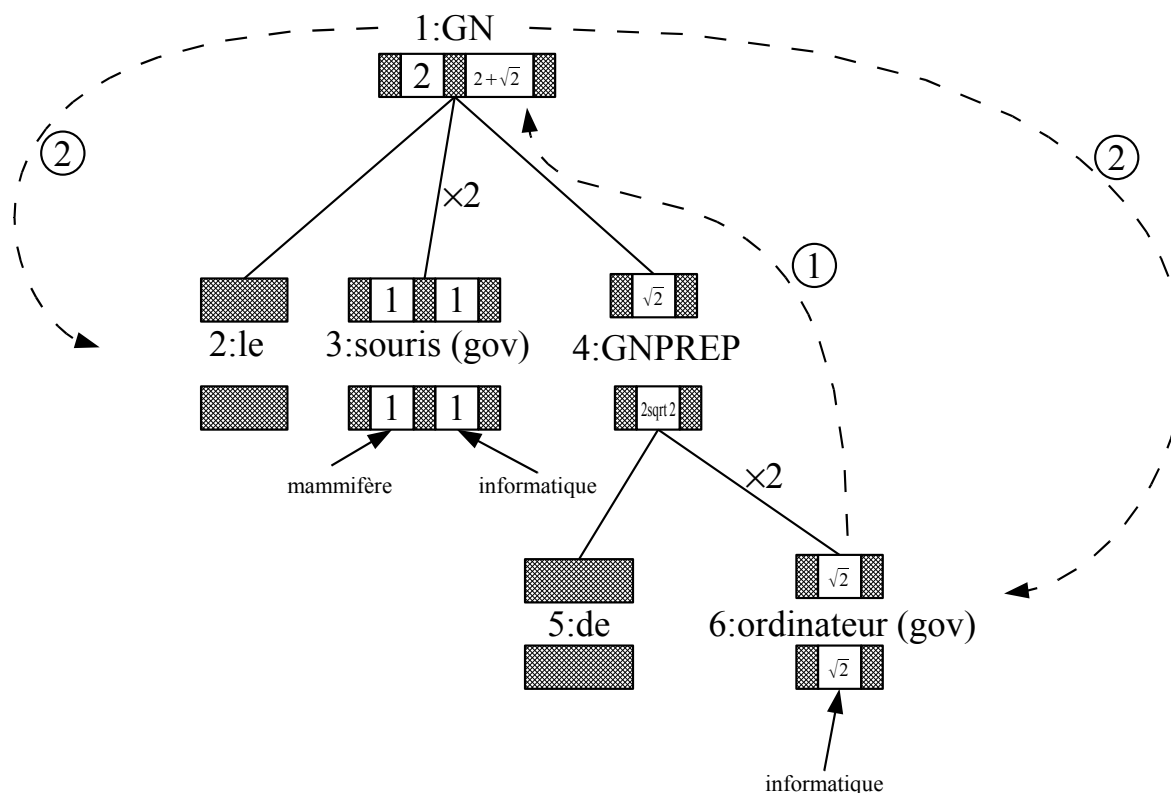 1:GN
2
2+√2
②
②
×2
①
1
1
√2
2:le
3:souris (gov)
4:GNPREP
1
1
2sqrt 2
×2
mammifère
informatique
√2
5:de
6:ordinateur (gov)
√2
informatique